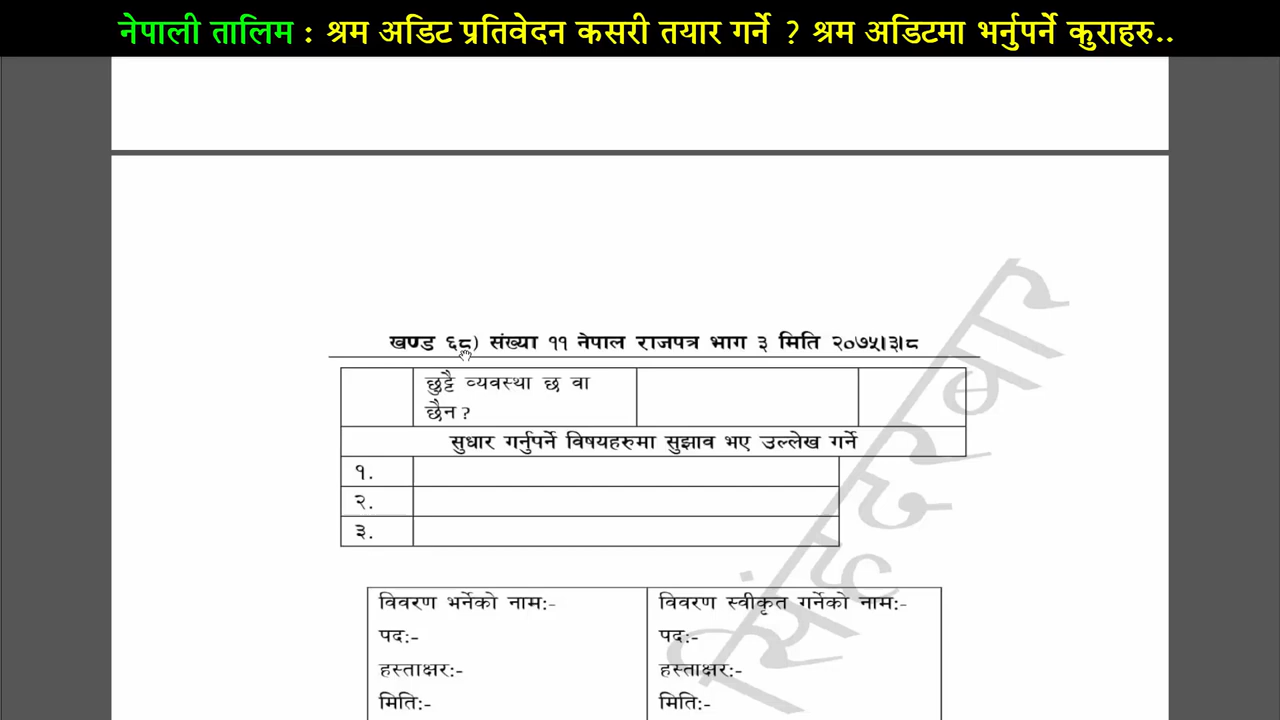 नेपाली तालिम : श्रम अडिट प्रतिवेदन कसरी तयार गर्ने ? श्रम अडिटमा भर्नुपर्ने कुराहरु..
खण्ड ६८) संख्या ११ नेपाल राजपत्र भाग ३ मिति २०७५।३।८
छुट्टै व्यवस्था छ वा
छैन ?
सुधार गर्नुपर्ने विषयहरुमा सुझाव भए उल्लेख गर्ने
१.
२.
३.
विवरण भर्नेको नामः- विवरण स्वीकृत गर्नेको नामः-
पदः- पदः-
हस्ताक्षरः- हस्ताक्षरः-
मितिः- मितिः-
सिंहदरबार